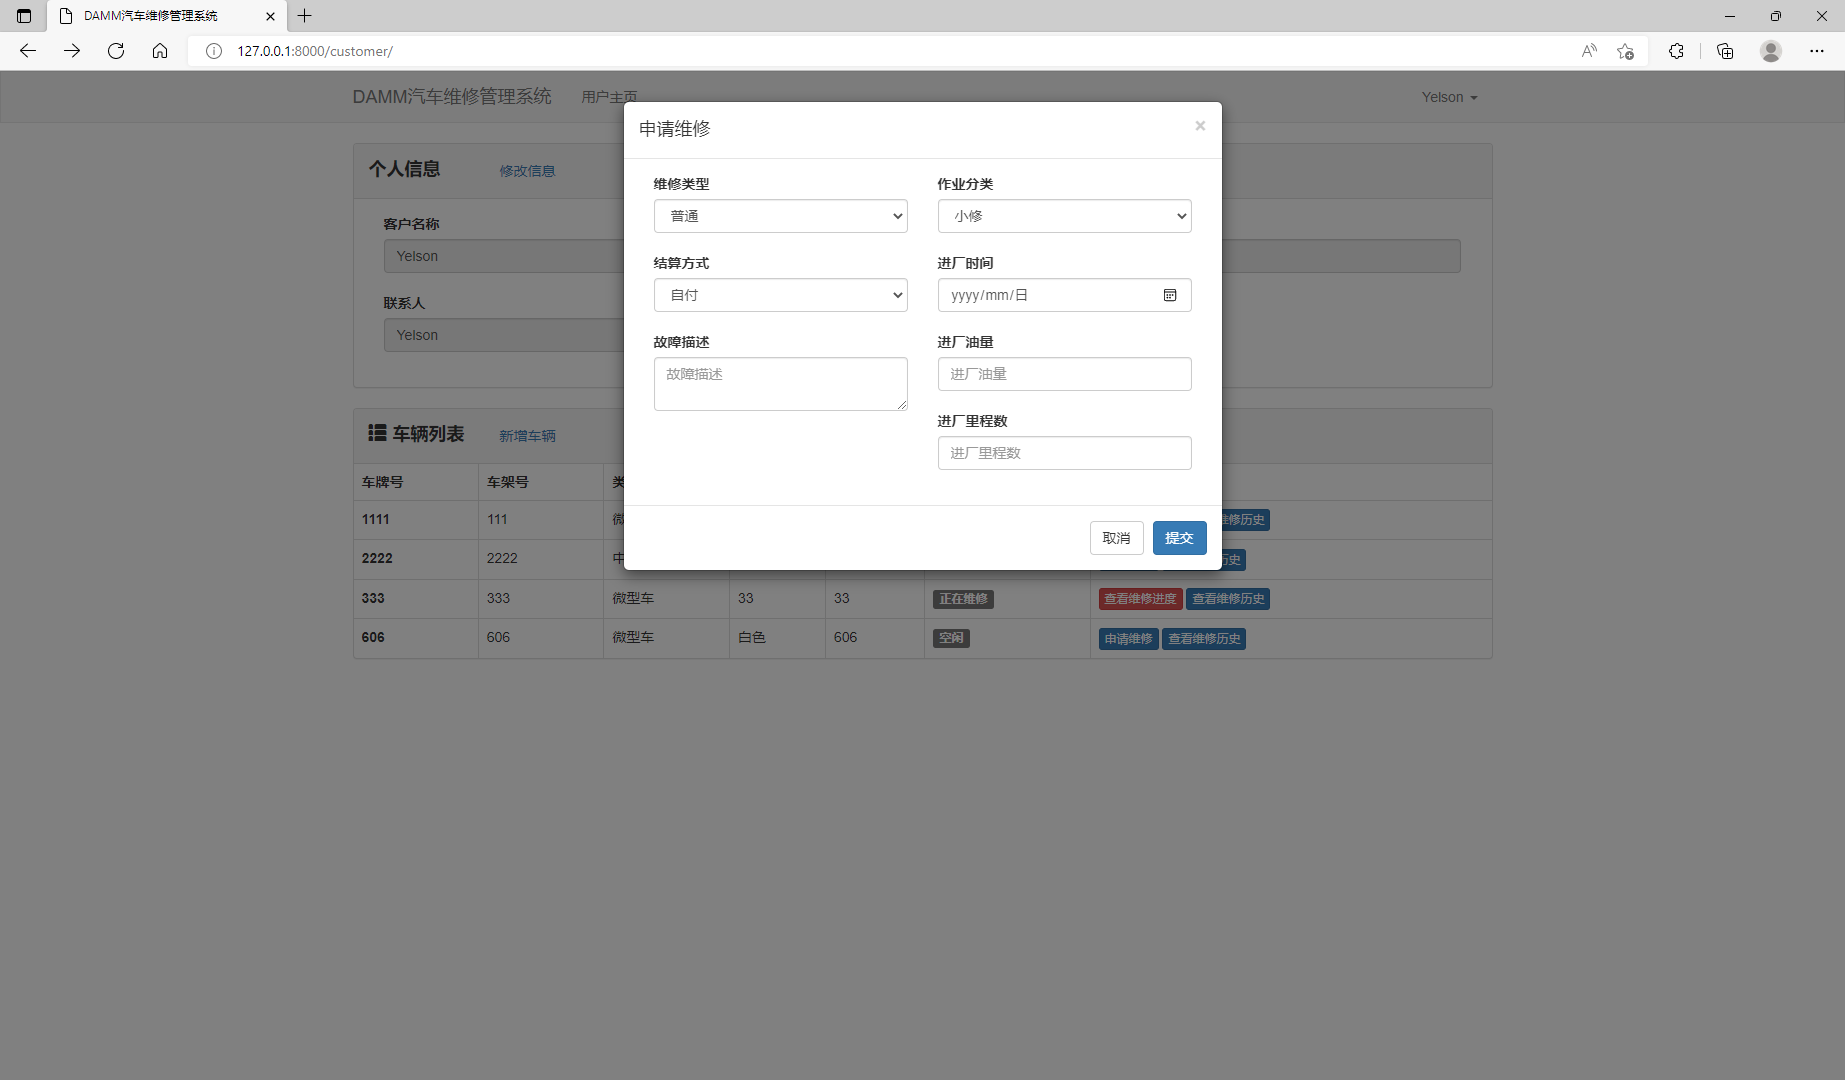 DAMM汽车维修管理系统
127.0.0.1:8000/customer/
DAMM汽车维修管理系统 用户主页 Yelson
申请维修 ×
个人信息 修改信息
维修类型 作业分类
普通 小修
客户名称
Yelson
结算方式 进厂时间
自付 yyyy/mm/日
联系人
Yelson
故障描述 进厂油量
故障描述 进厂油量
进厂里程数
进厂里程数
车辆列表 新增车辆
车牌号 车架号
1111 111 维修历史
2222 2222 中 历史
取消 提交
333 333 微型车 33 33 正在维修 查看维修进度 查看维修历史
606 606 微型车 白色 606 空闲 申请维修 查看维修历史